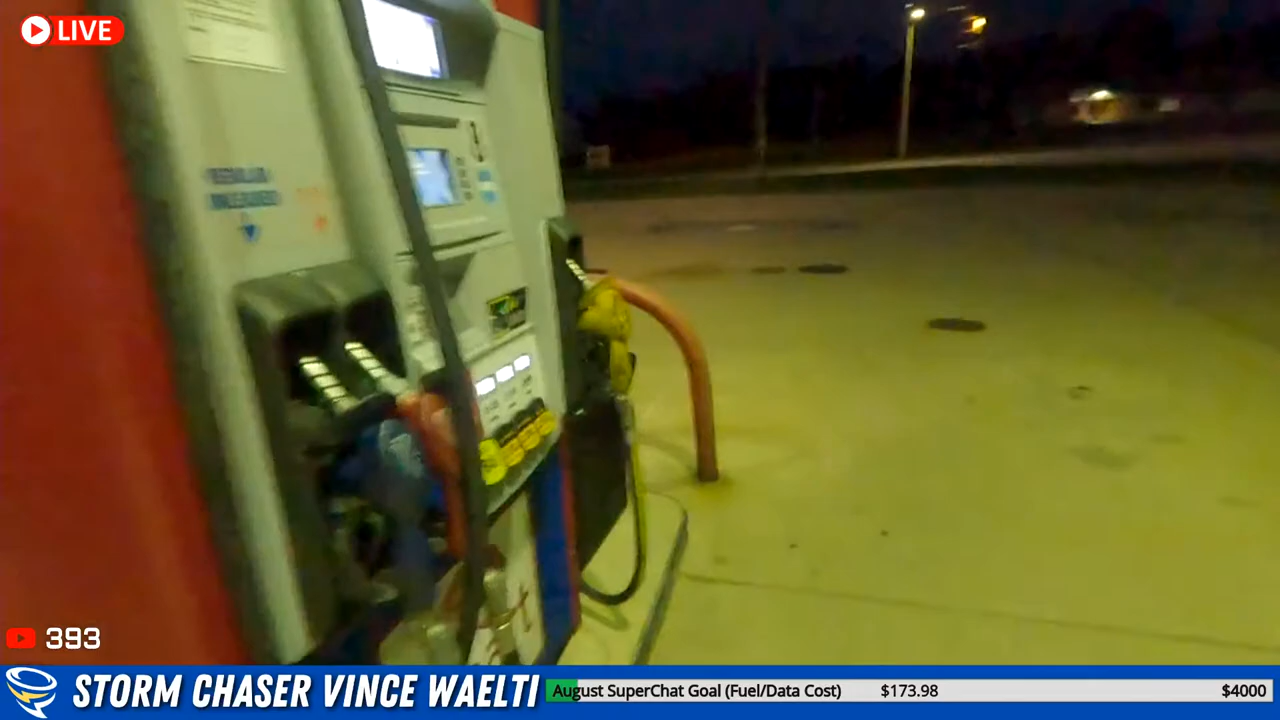 LIVE
REGULAR
UNLEADED
393
STORM CHASER VINCE WAELTI
August SuperChat Goal (Fuel/Data Cost) $173.98 $4000